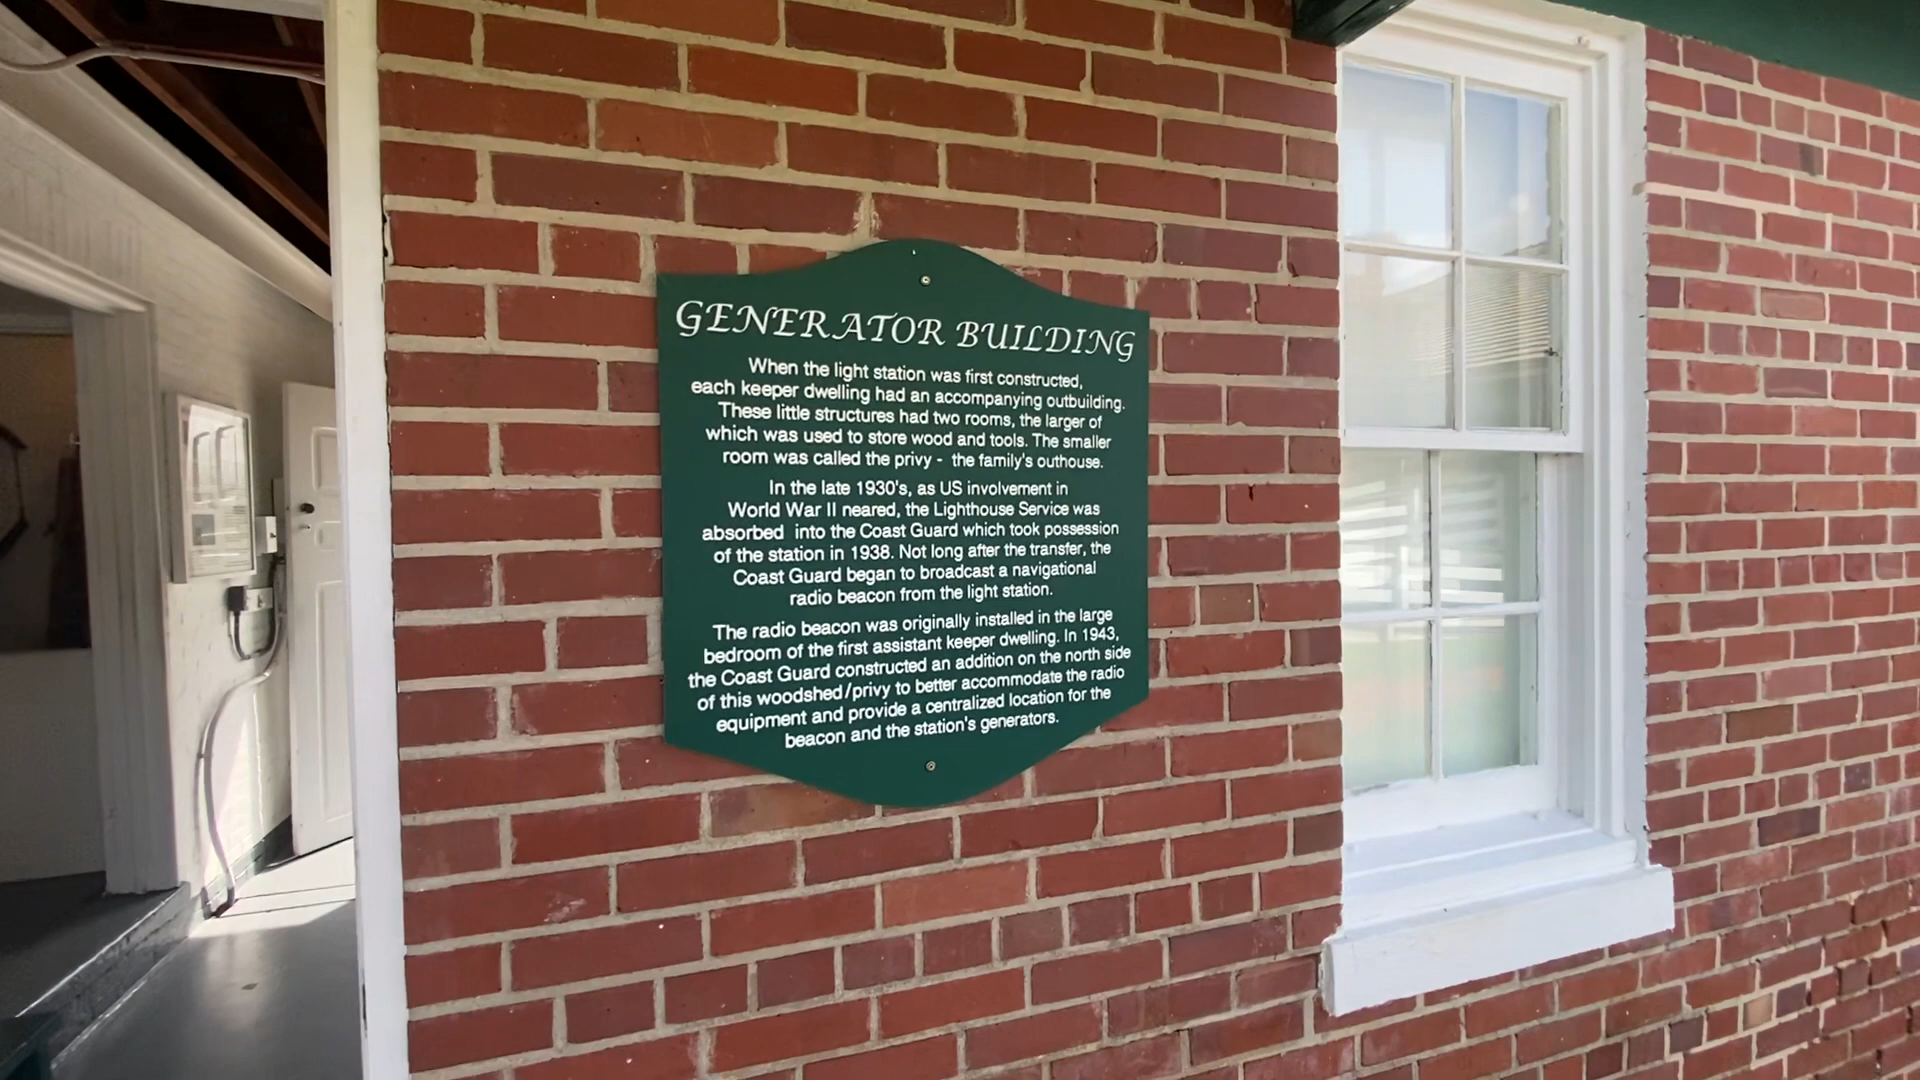 GENERATOR BUILDING
When the light station was first constructed,
each keeper dwelling had an accompanying outbuilding.
These little structures had two rooms, the larger of
which was used to store wood and tools. The smaller
room was called the privy - the family's outhouse.
In the late 1930's, as US involvement in
World War II neared, the Lighthouse Service was
absorbed into the Coast Guard which took possession
of the station in 1938. Not long after the transfer, the
Coast Guard began to broadcast a navigational
radio beacon from the light station.
The radio beacon was originally installed in the large
bedroom of the first assistant keeper dwelling. In 1943,
the Coast Guard constructed an addition on the north side
of this woodshed/privy to better accommodate the radio
equipment and provide a centralized location for the
beacon and the station's generators.